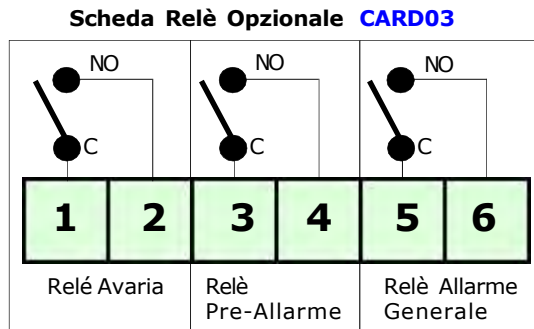 Scheda Relè Opzionale CARD03
NO NO NO
C C C
1 2 3 4 5 6
Relé Avaria
Relè
Pre-Allarme
Relè Allarme
Generale